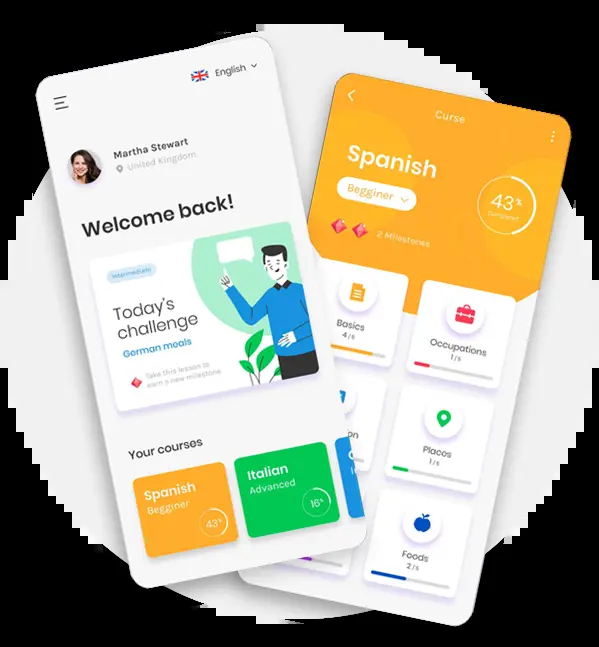 English
Martha Stewart
United Kingdom
Welcome back!
Intermediate
Today's
challenge
German meals
Take this lesson to
earn a new milestone
Your courses
Spanish
Begginer
43%
Italian
Advanced
16%
Curse
Spanish
Begginer
43%
Completed
2 Milestones
Basics
4/5
Occupations
1/5
on
Places
1/5
Foods
2/5